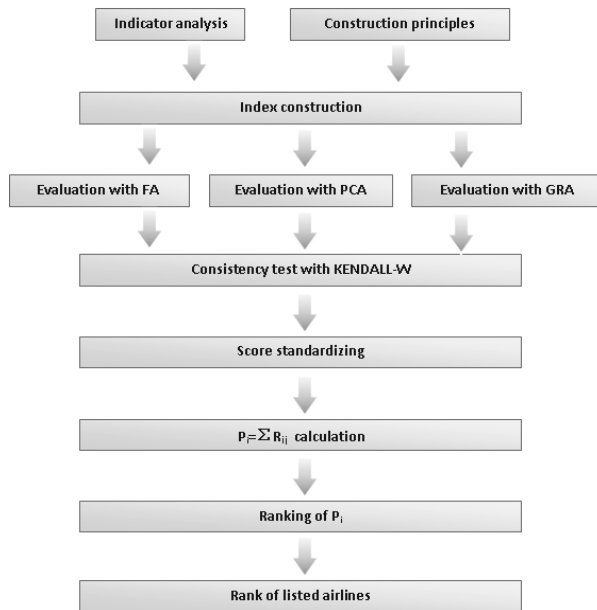 Indicator analysis
Construction principles
Index construction
Evaluation with FA
Evaluation with PCA
Evaluation with GRA
Consistency test with KENDALL-W
Score standardizing
Pᵢ=∑ Rᵢⱼ calculation
Ranking of Pᵢ
Rank of listed airlines